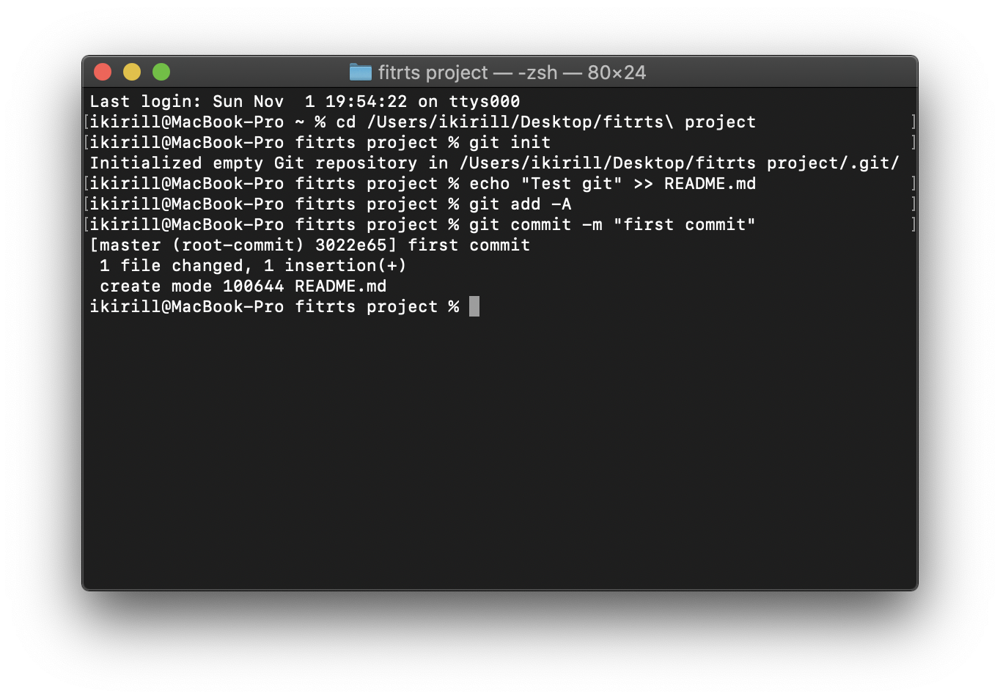 fitrts project — -zsh — 80×24
Last login: Sun Nov  1 19:54:22 on ttys000
[ikirill@MacBook-Pro ~ % cd /Users/ikirill/Desktop/fitrts\ project ]
[ikirill@MacBook-Pro fitrts project % git init ]
Initialized empty Git repository in /Users/ikirill/Desktop/fitrts project/.git/
[ikirill@MacBook-Pro fitrts project % echo "Test git" >> README.md ]
[ikirill@MacBook-Pro fitrts project % git add -A ]
[ikirill@MacBook-Pro fitrts project % git commit -m "first commit" ]
[master (root-commit) 3022e65] first commit
 1 file changed, 1 insertion(+)
 create mode 100644 README.md
ikirill@MacBook-Pro fitrts project %